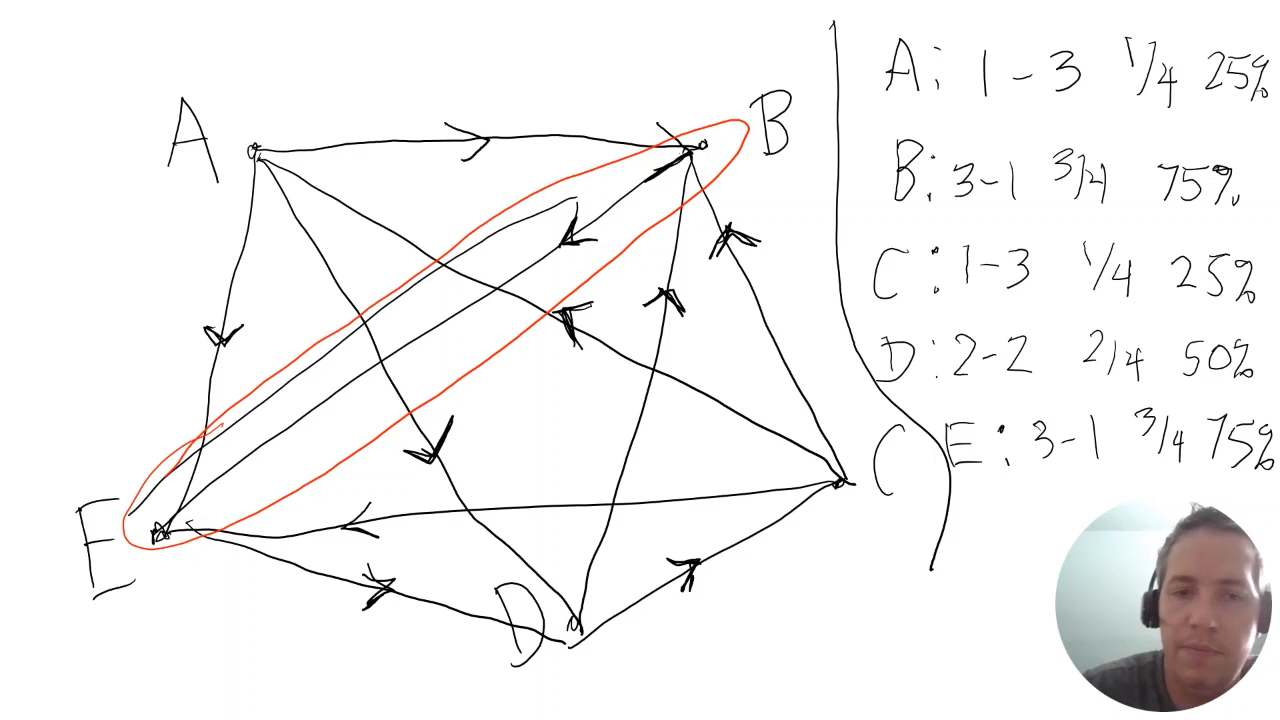 A
B
C
D
E
A: 1-3 1/4 25%
B: 3-1 3/4 75%
C: 1-3 1/4 25%
D: 2-2 2/4 50%
E: 3-1 3/4 75%